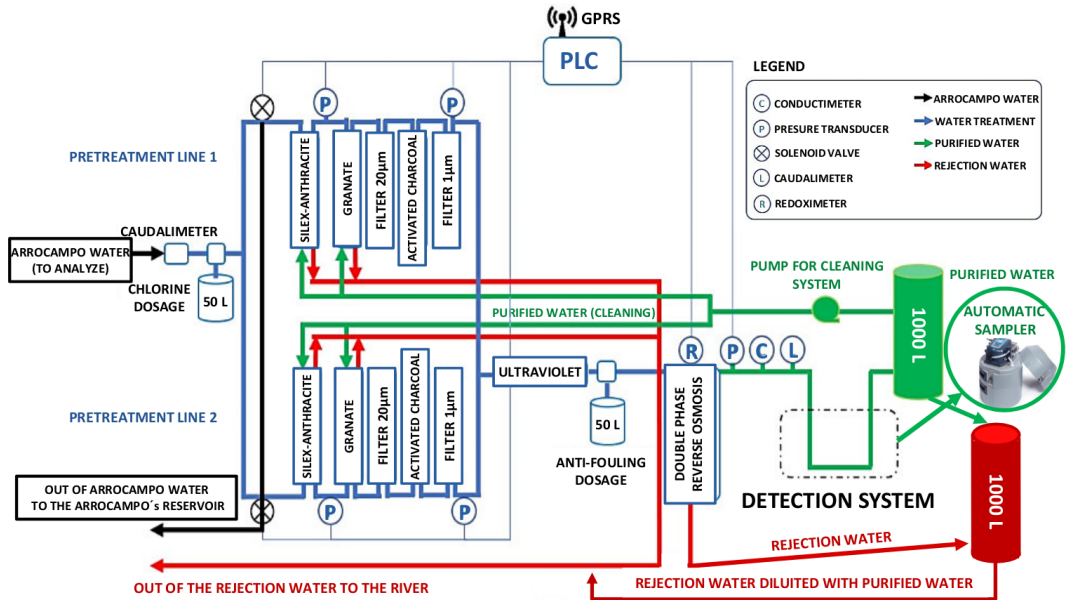 GPRS
PLC
LEGEND
C CONDUCTIMETER
P PRESURE TRANSDUCER
SOLENOID VALVE
L CAUDALIMETER
R REDOXIMETER
ARROCAMPO WATER
WATER TREATMENT
PURIFIED WATER
REJECTION WATER
P
P
PRETREATMENT LINE 1
SILEX-ANTHRACITE
GRANATE
FILTER 20µm
ACTIVATED CHARCOAL
FILTER 1µm
CAUDALIMETER
ARROCAMPO WATER
(TO ANALYZE)
CHLORINE
DOSAGE
50 L
PUMP FOR CLEANING
SYSTEM
PURIFIED WATER
AUTOMATIC
SAMPLER
1000 L
PURIFIED WATER (CLEANING)
R
P
C
L
ULTRAVIOLET
PRETREATMENT LINE 2
SILEX-ANTHRACITE
GRANATE
FILTER 20µm
ACTIVATED CHARCOAL
FILTER 1µm
50 L
ANTI-FOULING
DOSAGE
DOUBLE PHASE
REVERSE OSMOSIS
DETECTION SYSTEM
1000 L
OUT OF ARROCAMPO WATER
TO THE ARROCAMPO´s RESERVOIR
P
P
REJECTION WATER
OUT OF THE REJECTION WATER TO THE RIVER
REJECTION WATER DILUITED WITH PURIFIED WATER